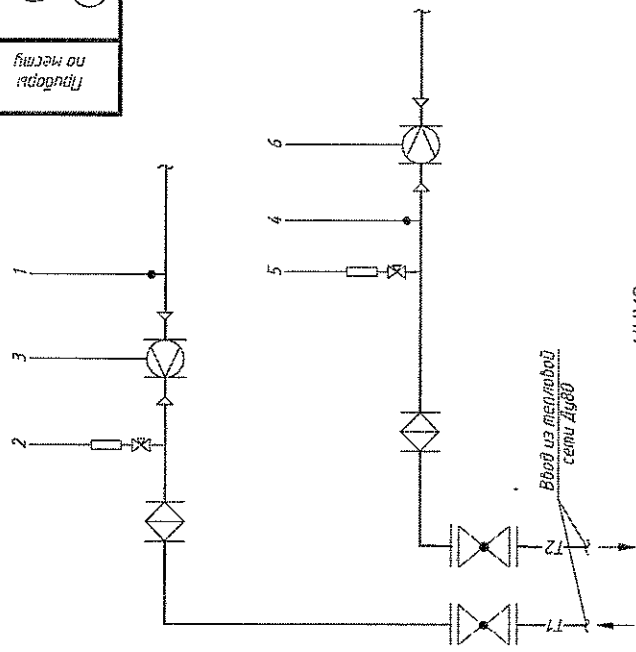 Приборы
по месту
1
3
2
6
4
5
Ввод из тепловой
сети Ду80
Т1
Т2